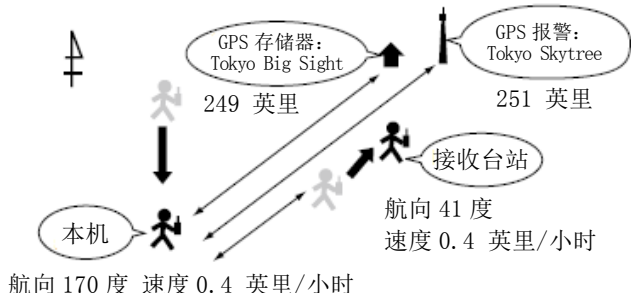 GPS 存储器：
Tokyo Big Sight
GPS 报警：
Tokyo Skytree
249 英里
251 英里
接收台站
航向 41 度
速度 0.4 英里/小时
本机
航向 170 度 速度 0.4 英里/小时